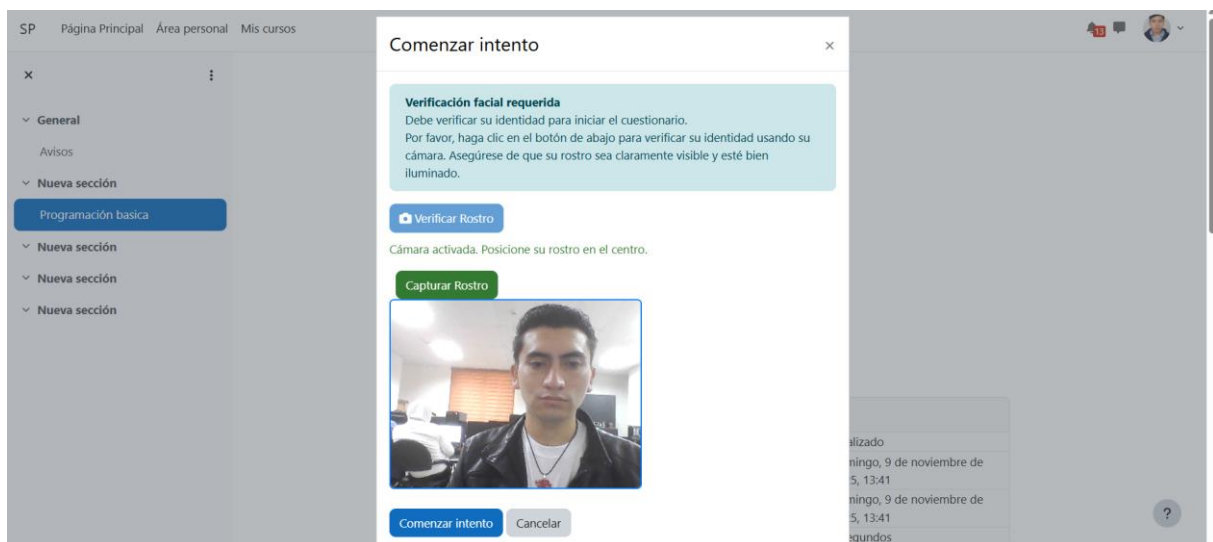 SP Página Principal Área personal Mis cursos
13
General
Avisos
Nueva sección
Programación basica
Nueva sección
Nueva sección
Nueva sección
Comenzar intento
Verificación facial requerida
Debe verificar su identidad para iniciar el cuestionario.
Por favor, haga clic en el botón de abajo para verificar su identidad usando su
cámara. Asegúrese de que su rostro sea claramente visible y esté bien
iluminado.
Verificar Rostro
Cámara activada. Posicione su rostro en el centro.
Capturar Rostro
Comenzar intento Cancelar
alizado
mingo, 9 de noviembre de
5, 13:41
mingo, 9 de noviembre de
5, 13:41
egundos
?